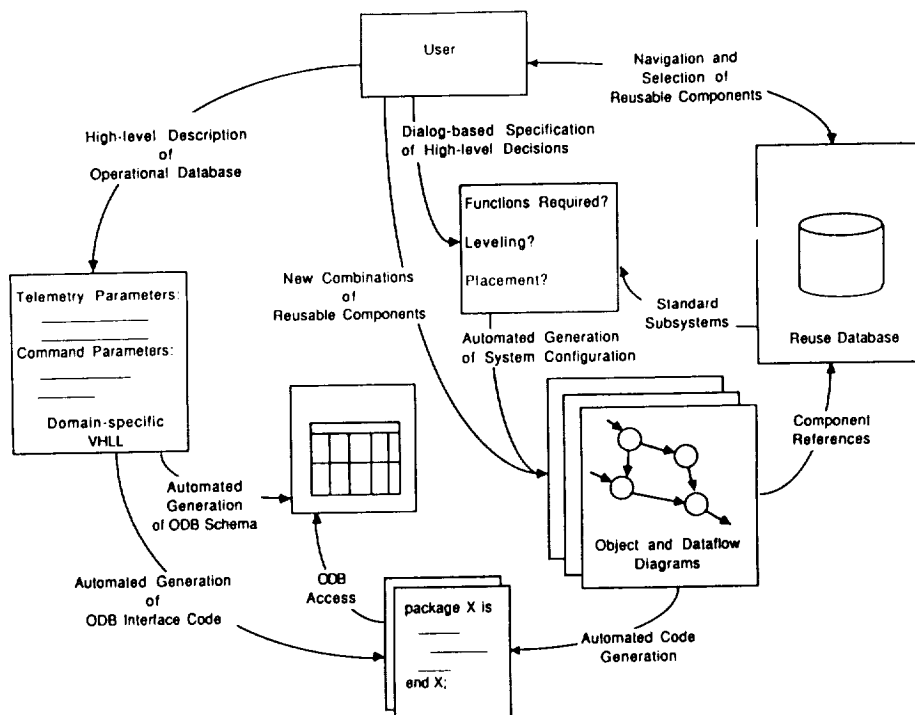 User
Navigation and
Selection of
Reusable Components
High-level Description
of
Operational Database
Dialog-based Specification
of High-level Decisions
Functions Required?
Leveling?
Placement?
New Combinations
of
Reusable Components
Telemetry Parameters:
Command Parameters:
Domain-specific
VHLL
Standard
Subsystems
Reuse Database
Automated Generation
of System Configuration
Component
References
Automated
Generation
of ODB Schema
Object and Dataflow
Diagrams
Automated Generation
of
ODB Interface Code
ODB
Access
package X is
end X;
Automated Code
Generation